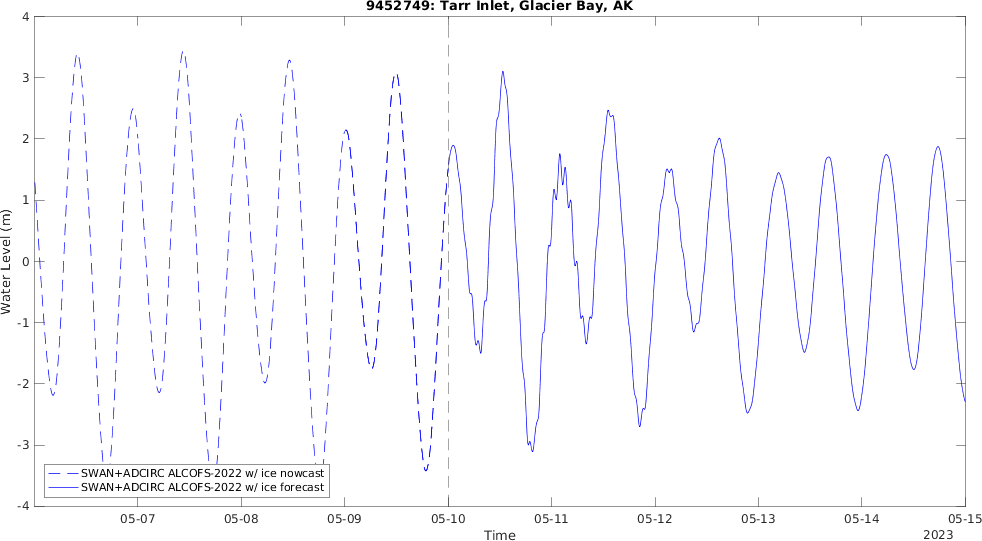 9452749: Tarr Inlet, Glacier Bay, AK
4
3
2
1
0
-1
-2
-3
-4
Water Level (m)
SWAN+ADCIRC ALCOFS-2022 w/ ice nowcast
SWAN+ADCIRC ALCOFS-2022 w/ ice forecast
05-07 05-08 05-09 05-10 05-11 05-12 05-13 05-14 05-15
Time
2023